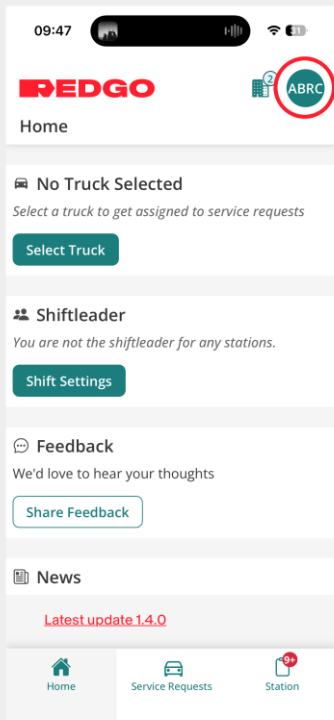 09:47
31
REDGO
2
ABRC
Home
No Truck Selected
Select a truck to get assigned to service requests
Select Truck
Shiftleader
You are not the shiftleader for any stations.
Shift Settings
Feedback
We'd love to hear your thoughts
Share Feedback
News
Latest update 1.4.0
9+
Home Service Requests Station